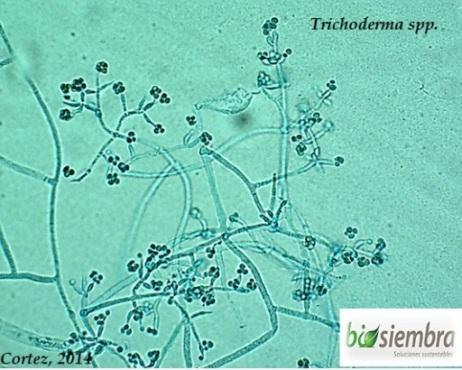 Trichoderma spp.
biosiembra
Soluciones sustentables
Cortez, 2014